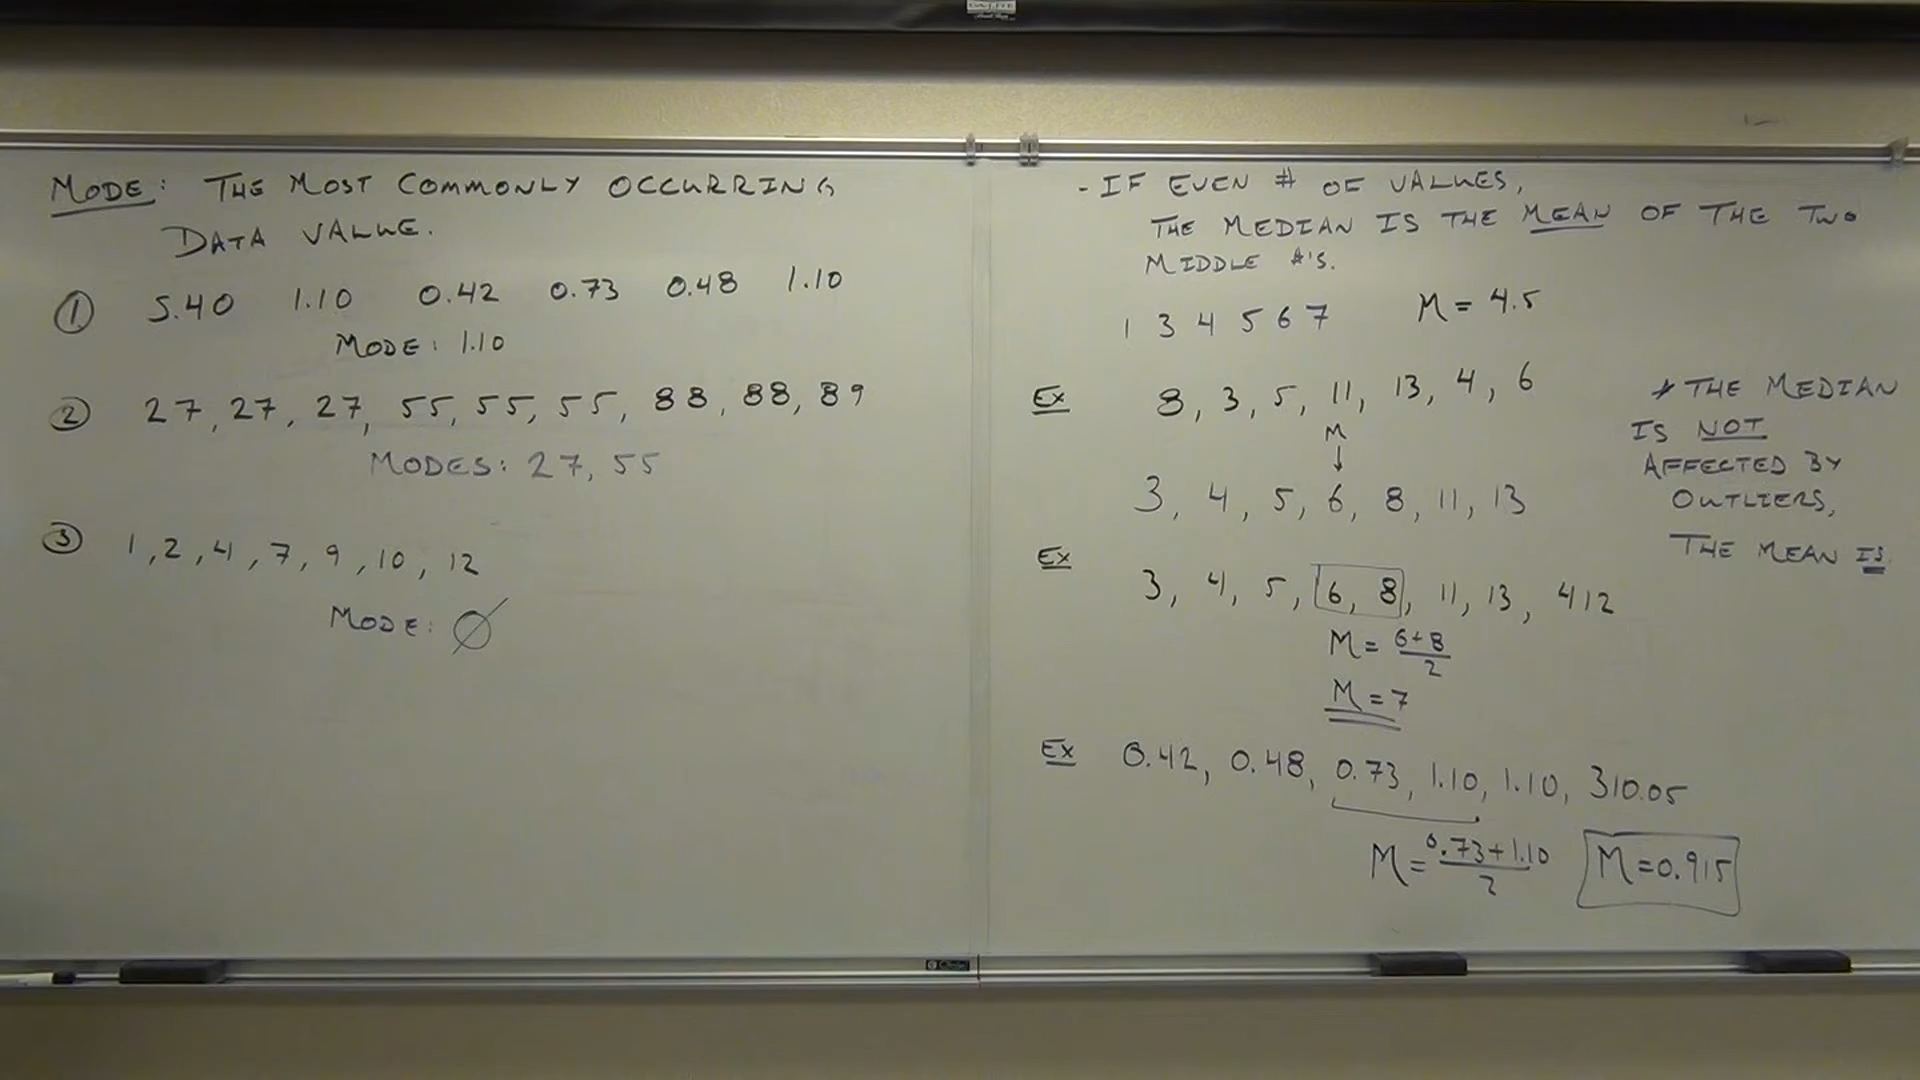 MODE: THE MOST COMMONLY OCCURRING
DATA VALUE.
① 5.40 1.10 0.42 0.73 0.48 1.10
MODE: 1.10
② 27, 27, 27, 55, 55, 55, 88, 88, 89
MODES: 27, 55
③ 1, 2, 4, 7, 9, 10, 12
MODE: ∅
- IF EVEN # OF VALUES,
THE MEDIAN IS THE MEAN OF THE TWO
MIDDLE #'S.
1 3 4 5 6 7 M = 4.5
EX 8, 3, 5, 11, 13, 4, 6
M
↓
3, 4, 5, 6, 8, 11, 13
EX 3, 4, 5, 6, 8, 11, 13, 412
M = 6+8/2
M = 7
EX 0.42, 0.48, 0.73, 1.10, 1.10, 310.05
M = 0.73+1.10/2 M = 0.915
* THE MEDIAN
IS NOT
AFFECTED BY
OUTLIERS,
THE MEAN IS.